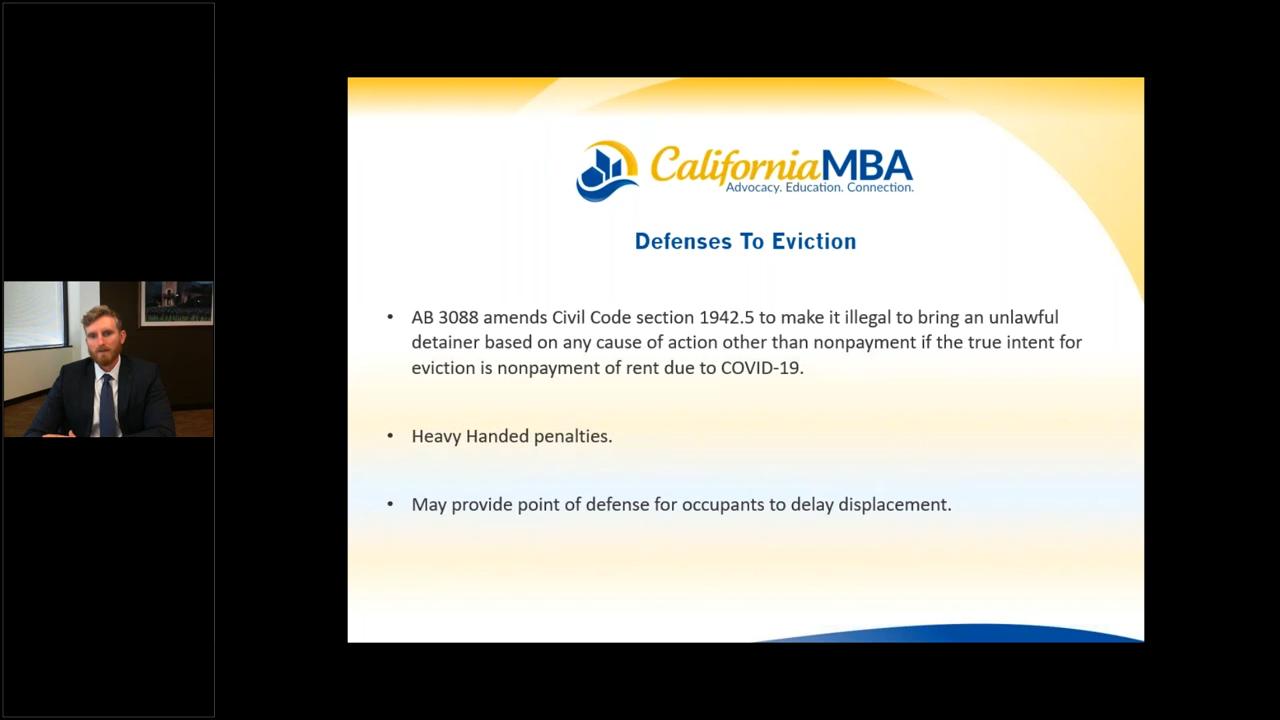 CaliforniaMBA
Advocacy. Education. Connection.
Defenses To Eviction
• AB 3088 amends Civil Code section 1942.5 to make it illegal to bring an unlawful
detainer based on any cause of action other than nonpayment if the true intent for
eviction is nonpayment of rent due to COVID-19.
• Heavy Handed penalties.
• May provide point of defense for occupants to delay displacement.